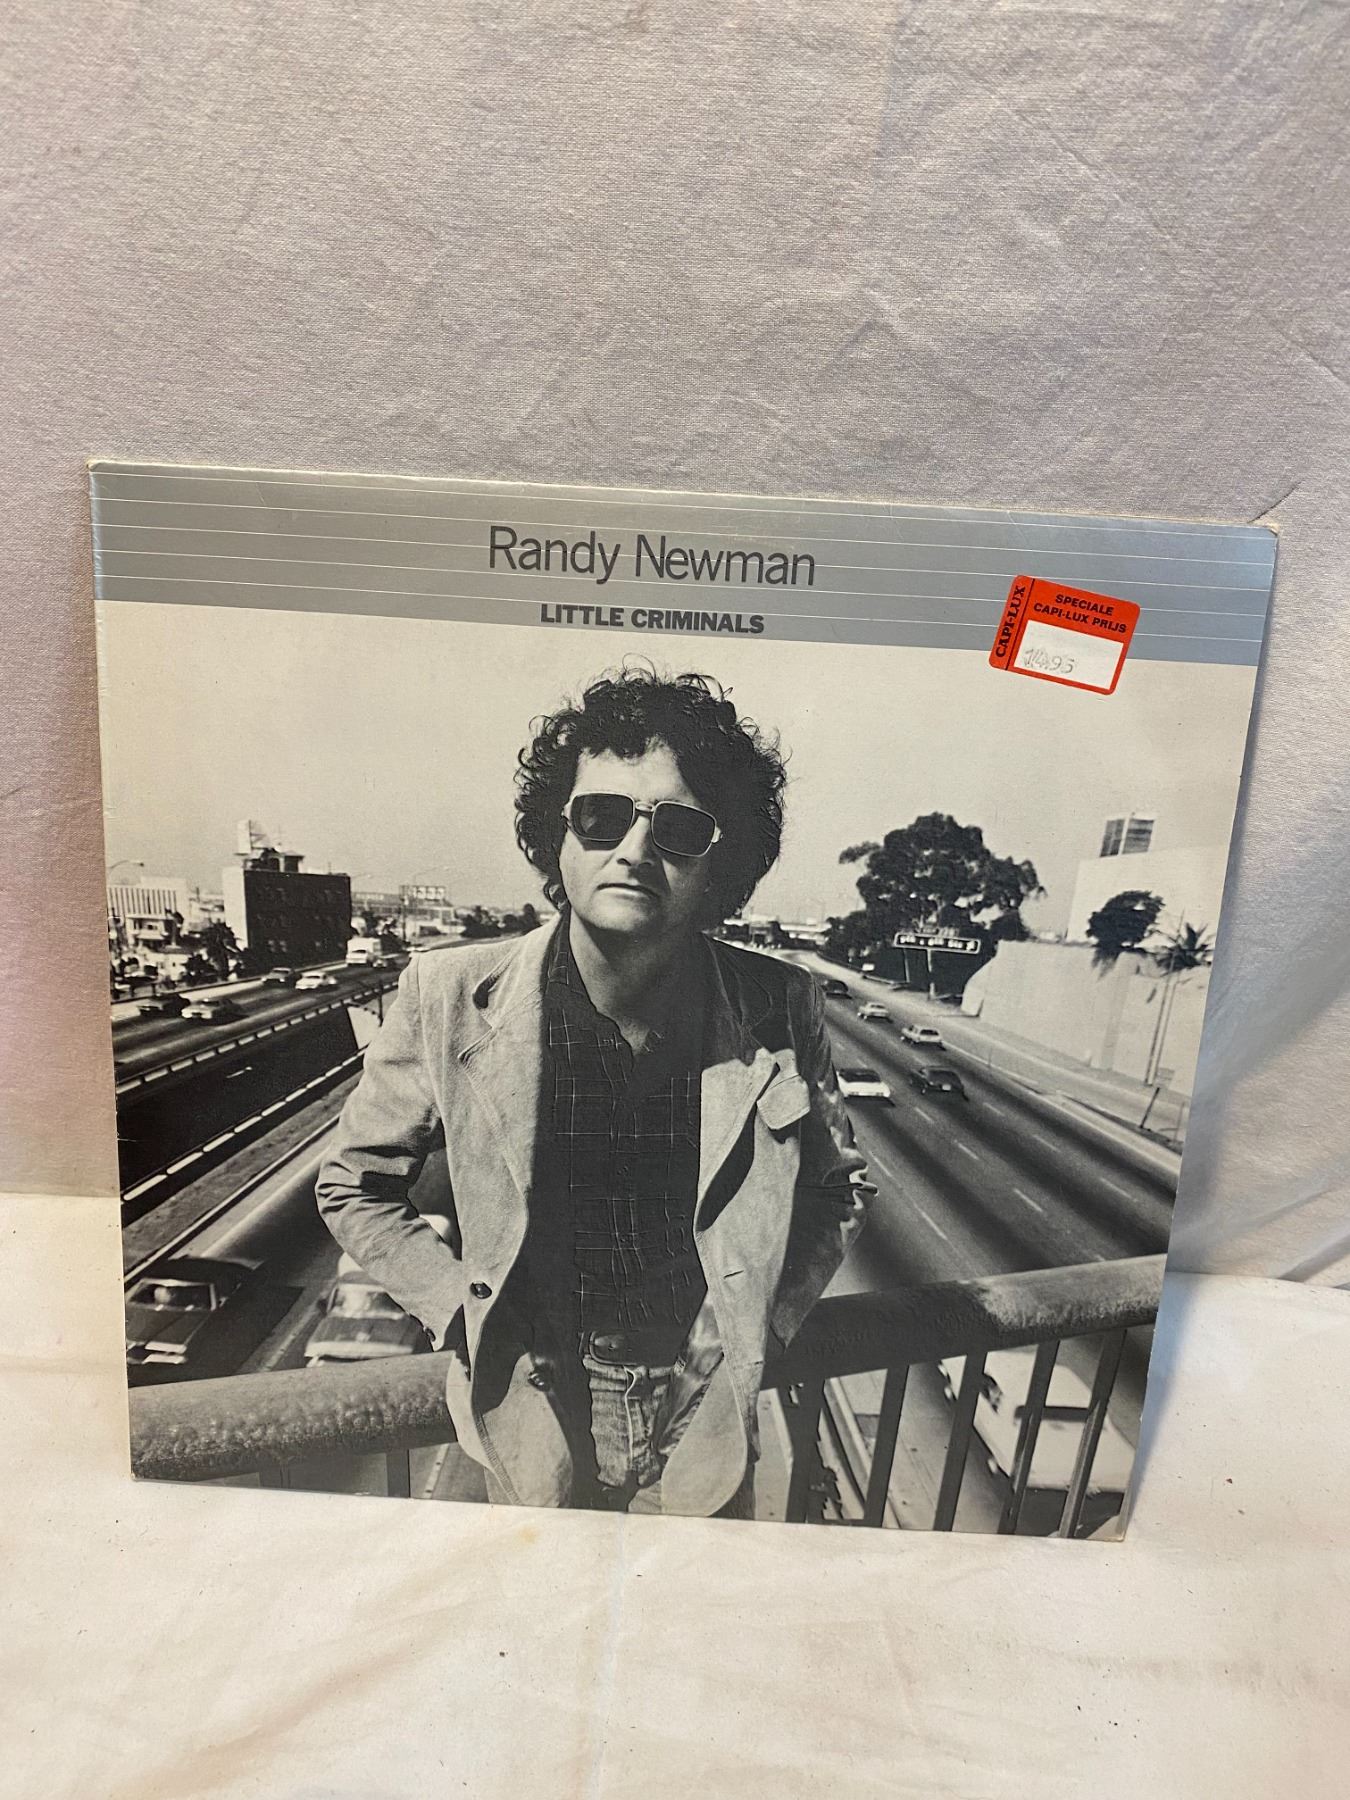 Randy Newman
LITTLE CRIMINALS
CAPI-LUX
SPECIALE
CAPI-LUX PRIJS
1495